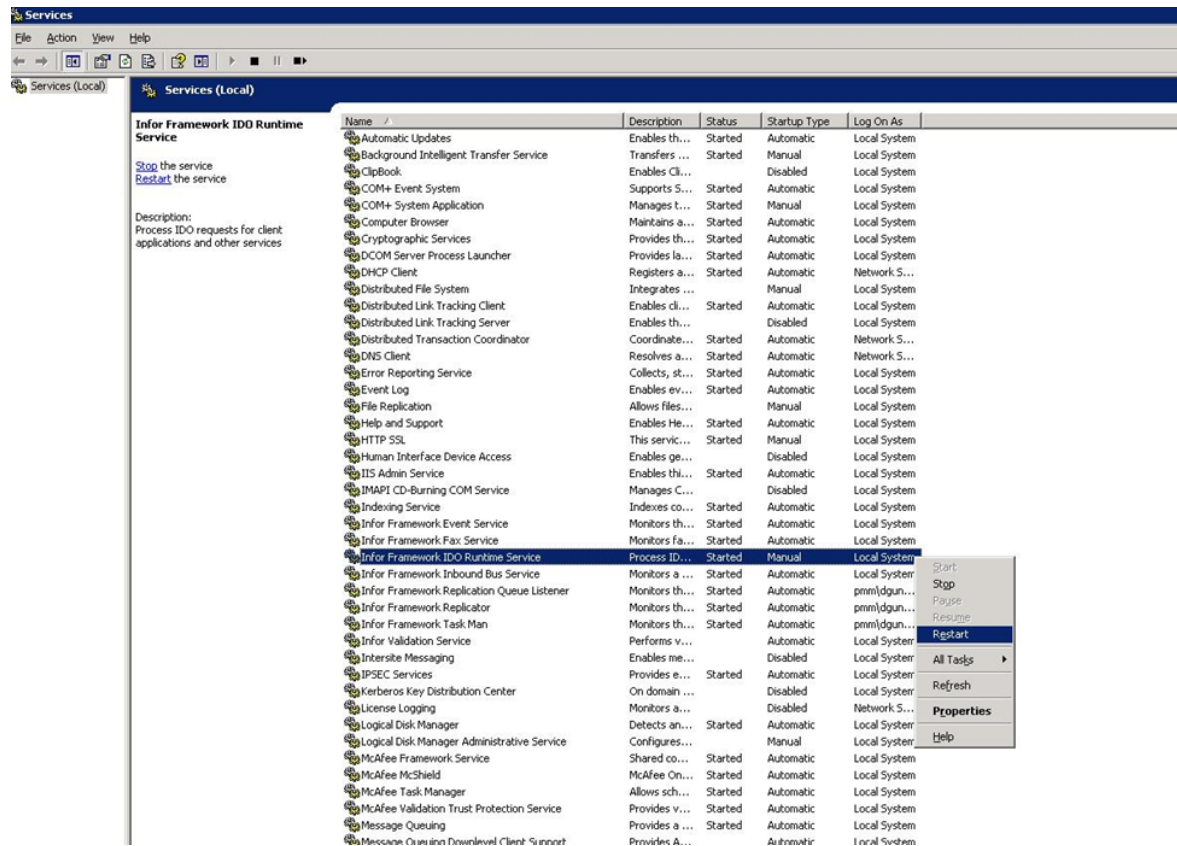 Services
File Action View Help
Services (Local)
Services (Local)
Infor Framework IDO Runtime
Service
Stop the service
Restart the service
Description:
Process IDO requests for client
applications and other services
Name Description Status Startup Type Log On As
Automatic Updates Enables th... Started Automatic Local System
Background Intelligent Transfer Service Transfers ... Started Manual Local System
ClipBook Enables Cli... Disabled Local System
COM+ Event System Supports S... Started Automatic Local System
COM+ System Application Manages t... Started Manual Local System
Computer Browser Maintains a... Started Automatic Local System
Cryptographic Services Provides th... Started Automatic Local System
DCOM Server Process Launcher Provides la... Started Automatic Local System
DHCP Client Registers a... Started Automatic Network S...
Distributed File System Integrates ... Manual Local System
Distributed Link Tracking Client Enables cli... Started Automatic Local System
Distributed Link Tracking Server Enables th... Disabled Local System
Distributed Transaction Coordinator Coordinate... Started Automatic Network S...
DNS Client Resolves a... Started Automatic Network S...
Error Reporting Service Collects, st... Started Automatic Local System
Event Log Enables ev... Started Automatic Local System
File Replication Allows files... Manual Local System
Help and Support Enables He... Started Automatic Local System
HTTP SSL This servic... Started Manual Local System
Human Interface Device Access Enables ge... Disabled Local System
IIS Admin Service Enables thi... Started Automatic Local System
IMAPI CD-Burning COM Service Manages C... Disabled Local System
Indexing Service Indexes co... Started Automatic Local System
Infor Framework Event Service Monitors th... Started Automatic Local System
Infor Framework Fax Service Monitors fa... Started Automatic Local System
Infor Framework IDO Runtime Service Process ID... Started Manual Local System
Infor Framework Inbound Bus Service Monitors a ... Started Automatic Local System
Infor Framework Replication Queue Listener Monitors th... Started Automatic pmm\dgun...
Infor Framework Replicator Monitors th... Started Automatic pmm\dgun...
Infor Framework Task Man Monitors th... Started Automatic pmm\dgun...
Infor Validation Service Performs v... Automatic Local System
Intersite Messaging Enables me... Disabled Local System
IPSEC Services Provides e... Started Automatic Local System
Kerberos Key Distribution Center On domain ... Disabled Local System
License Logging Monitors a... Disabled Network S...
Logical Disk Manager Detects an... Started Automatic Local System
Logical Disk Manager Administrative Service Configures... Manual Local System
McAfee Framework Service Shared co... Started Automatic Local System
McAfee McShield McAfee On... Started Automatic Local System
McAfee Task Manager Allows sch... Started Automatic Local System
McAfee Validation Trust Protection Service Provides v... Started Automatic Local System
Message Queuing Provides a ... Started Automatic Local System
Message Queuing Downlevel Client Support Provides A... Automatic Local System
Start
Stop
Pause
Resume
Restart
All Tasks
Refresh
Properties
Help